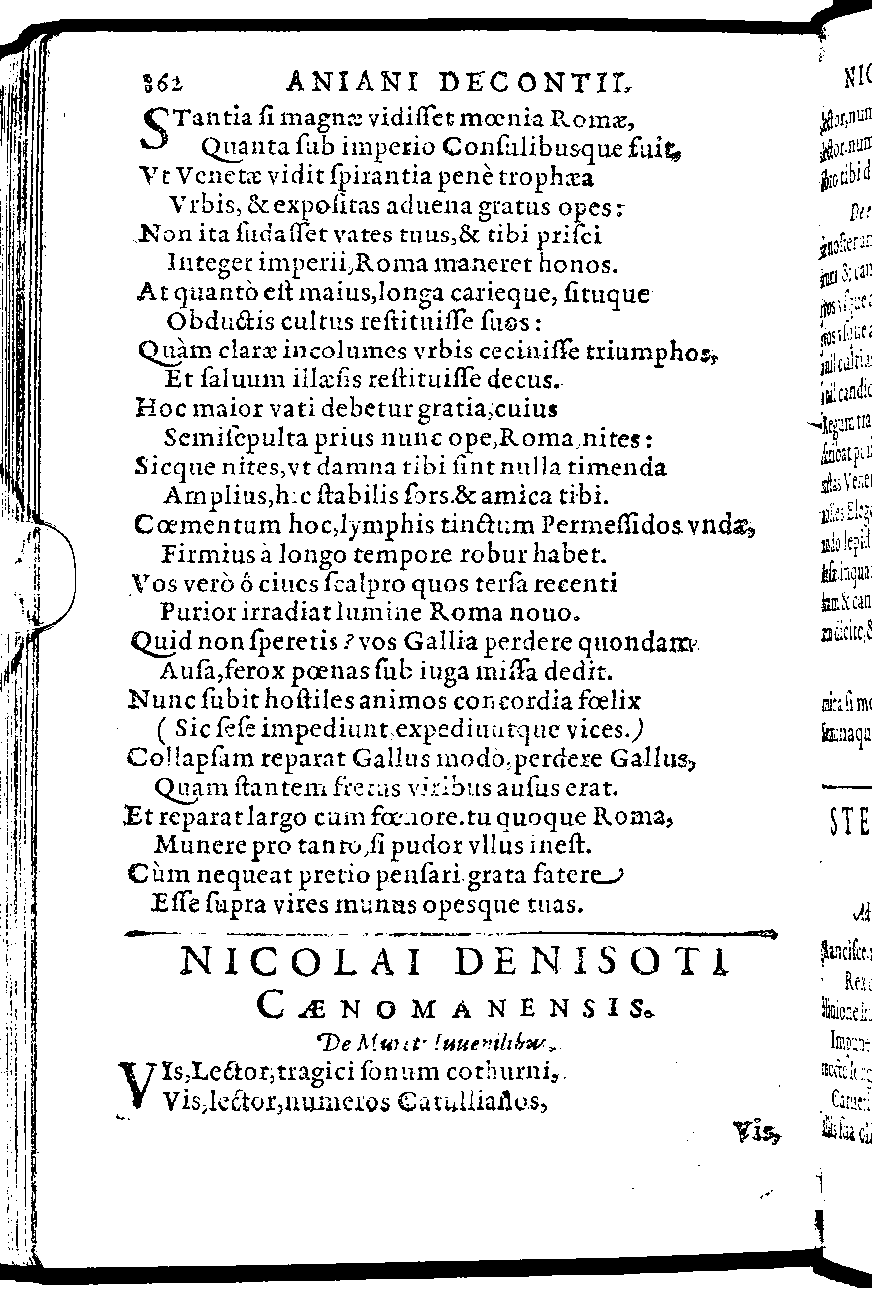 362 ANIANI DECONTII.
STantia ſi magnæ vidiſſet mœnia Romæ,
Quanta ſub imperio Conſulibusque fuit,
Vt Venetæ vidit ſpirantia penè trophæa
Vrbis, & expoſitas aduena gratus opes:
Non ita ſudaſſet vates tuus,& tibi priſci
Integer imperii,Roma maneret honos.
At quantò eſt maius,longa carieque, ſituque
Obductis cultus reſtituiſſe ſuos:
Quàm claræ incolumes vrbis ceciniſſe triumphos,
Et ſaluum illæſis reſtituiſſe decus.
Hoc maior vati debetur gratia,cuius
Semiſepulta prius nunc ope,Roma,nites:
Sicque nites,vt damna tibi ſint nulla timenda
Amplius,hic ſtabilis ſors.& amica tibi.
Cœmentum hoc,lymphis tinctum Permeſſidos vndæ,
Firmius à longo tempore robur habet.
Vos verò ô ciues ſcalpro quos terſa recenti
Purior irradiat lumine Roma nouo.
Quid non ſperetis? vos Gallia perdere quondam
Auſa,ferox pœnas ſub iuga miſſa dedit.
Nunc ſubit hoſtiles animos concordia fœlix
( Sic ſeſe impediunt,expediuntque vices.)
Collapſam reparat Gallus modò,perdere Gallus,
Quam ſtantem fretus viribus auſus erat.
Et reparat largo cum fœnore.tu quoque Roma,
Munere pro tanto,ſi pudor vllus ineſt.
Cùm nequeat pretio penſari.grata fatere
Eſſe ſupra vires munus opesque tuas.
NICOLAI DENISOTI
CÆNOMANENSIS.
De Mureti Iuuenilibus.
VIs,Lector,tragici ſonum cothurni,
Vis,lector,numeros Catullianos,
Vis,